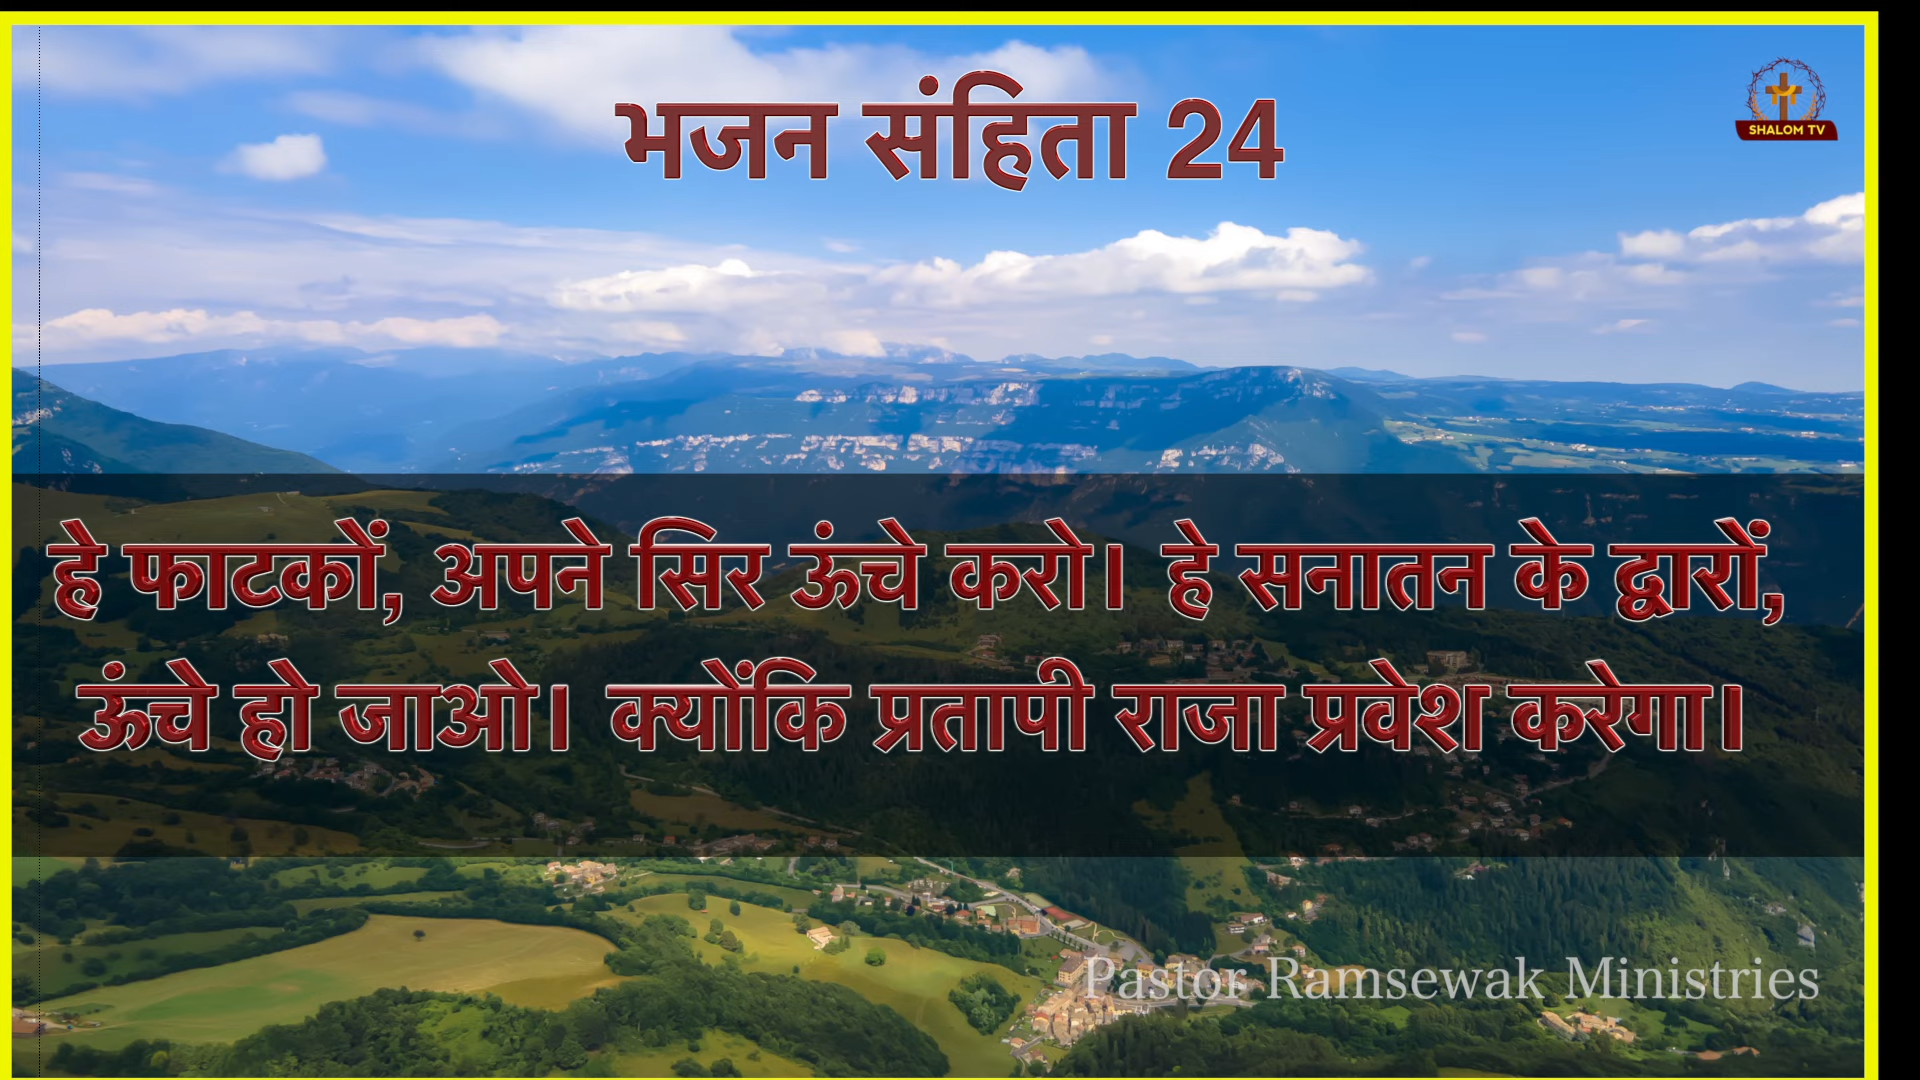 भजन संहिता 24
SHALOM TV
हे फाटकों, अपने सिर ऊंचे करो। हे सनातन के द्वारों,
ऊंचे हो जाओ। क्योंकि प्रतापी राजा प्रवेश करेगा।
Pastor Ramsewak Ministries